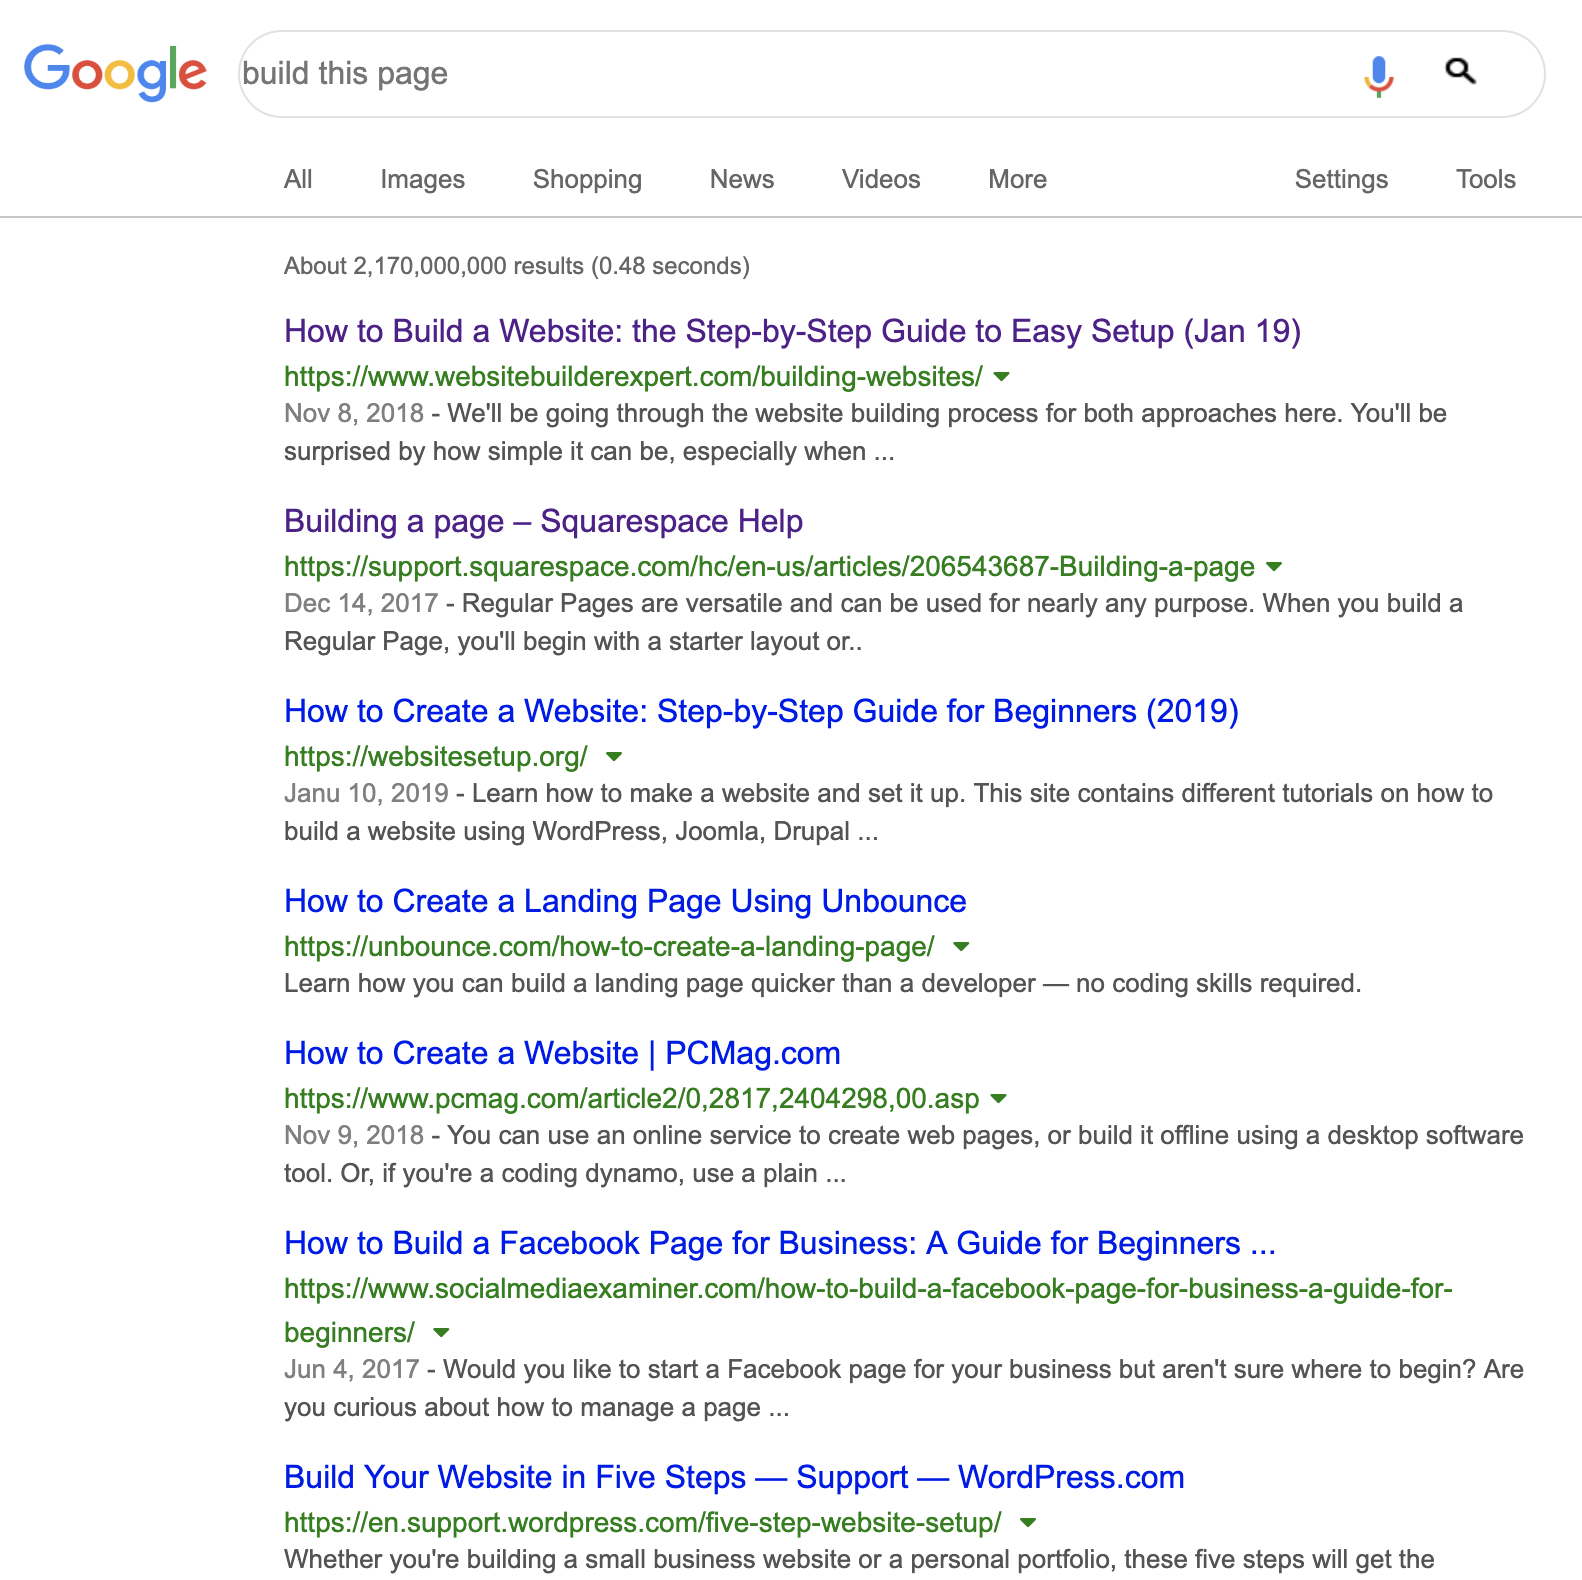 Google
build this page
All Images Shopping News Videos More Settings Tools
About 2,170,000,000 results (0.48 seconds)
How to Build a Website: the Step-by-Step Guide to Easy Setup (Jan 19)
https://www.websitebuilderexpert.com/building-websites/
Nov 8, 2018 - We'll be going through the website building process for both approaches here. You'll be
surprised by how simple it can be, especially when ...
Building a page – Squarespace Help
https://support.squarespace.com/hc/en-us/articles/206543687-Building-a-page
Dec 14, 2017 - Regular Pages are versatile and can be used for nearly any purpose. When you build a
Regular Page, you'll begin with a starter layout or..
How to Create a Website: Step-by-Step Guide for Beginners (2019)
https://websitesetup.org/
Janu 10, 2019 - Learn how to make a website and set it up. This site contains different tutorials on how to
build a website using WordPress, Joomla, Drupal ...
How to Create a Landing Page Using Unbounce
https://unbounce.com/how-to-create-a-landing-page/
Learn how you can build a landing page quicker than a developer — no coding skills required.
How to Create a Website | PCMag.com
https://www.pcmag.com/article2/0,2817,2404298,00.asp
Nov 9, 2018 - You can use an online service to create web pages, or build it offline using a desktop software
tool. Or, if you're a coding dynamo, use a plain ...
How to Build a Facebook Page for Business: A Guide for Beginners ...
https://www.socialmediaexaminer.com/how-to-build-a-facebook-page-for-business-a-guide-for-
beginners/
Jun 4, 2017 - Would you like to start a Facebook page for your business but aren't sure where to begin? Are
you curious about how to manage a page ...
Build Your Website in Five Steps — Support — WordPress.com
https://en.support.wordpress.com/five-step-website-setup/
Whether you're building a small business website or a personal portfolio, these five steps will get the